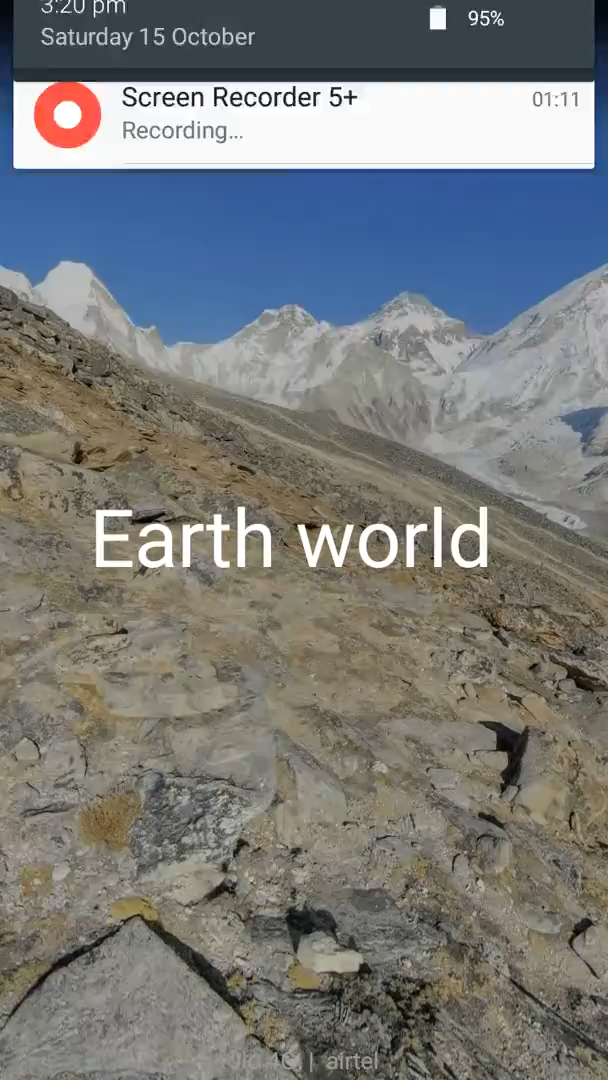 3:20 pm
95%
Saturday 15 October
Screen Recorder 5+
01:11
Recording...
Earth world
| airtel